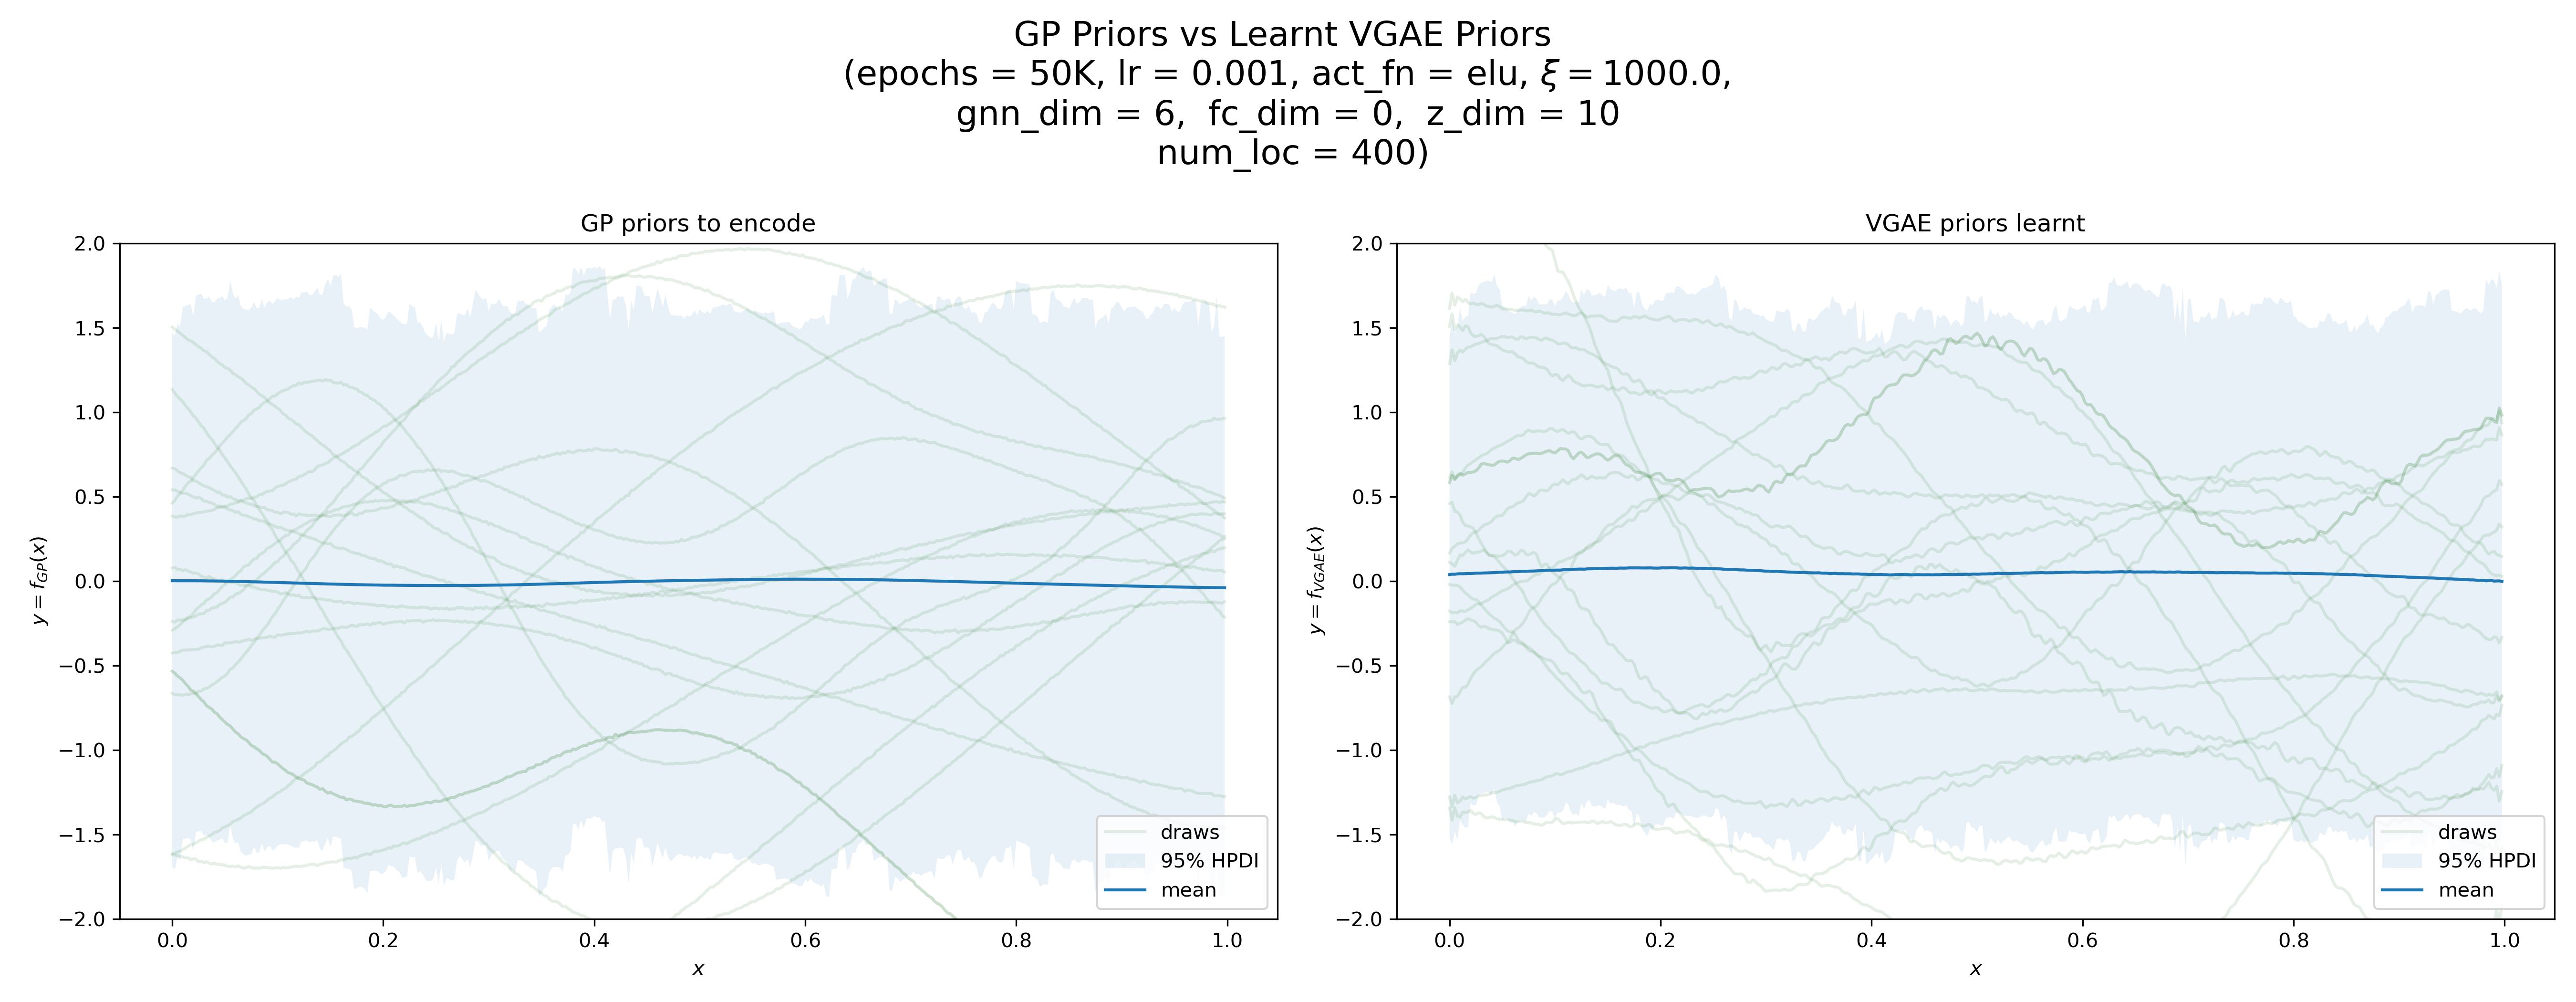 GP Priors vs Learnt VGAE Priors
(epochs = 50K, lr = 0.001, act_fn = elu, ξ = 1000.0,
gnn_dim = 6,  fc_dim = 0,  z_dim = 10
num_loc = 400)
GP priors to encode
2.0
1.5
1.0
0.5
0.0
−0.5
−1.0
−1.5
−2.0
y = f_{GP}(x)
0.0 0.2 0.4 0.6 0.8 1.0
x
draws
95% HPDI
mean
VGAE priors learnt
2.0
1.5
1.0
0.5
0.0
−0.5
−1.0
−1.5
−2.0
y = f_{VGAE}(x)
0.0 0.2 0.4 0.6 0.8 1.0
x
draws
95% HPDI
mean